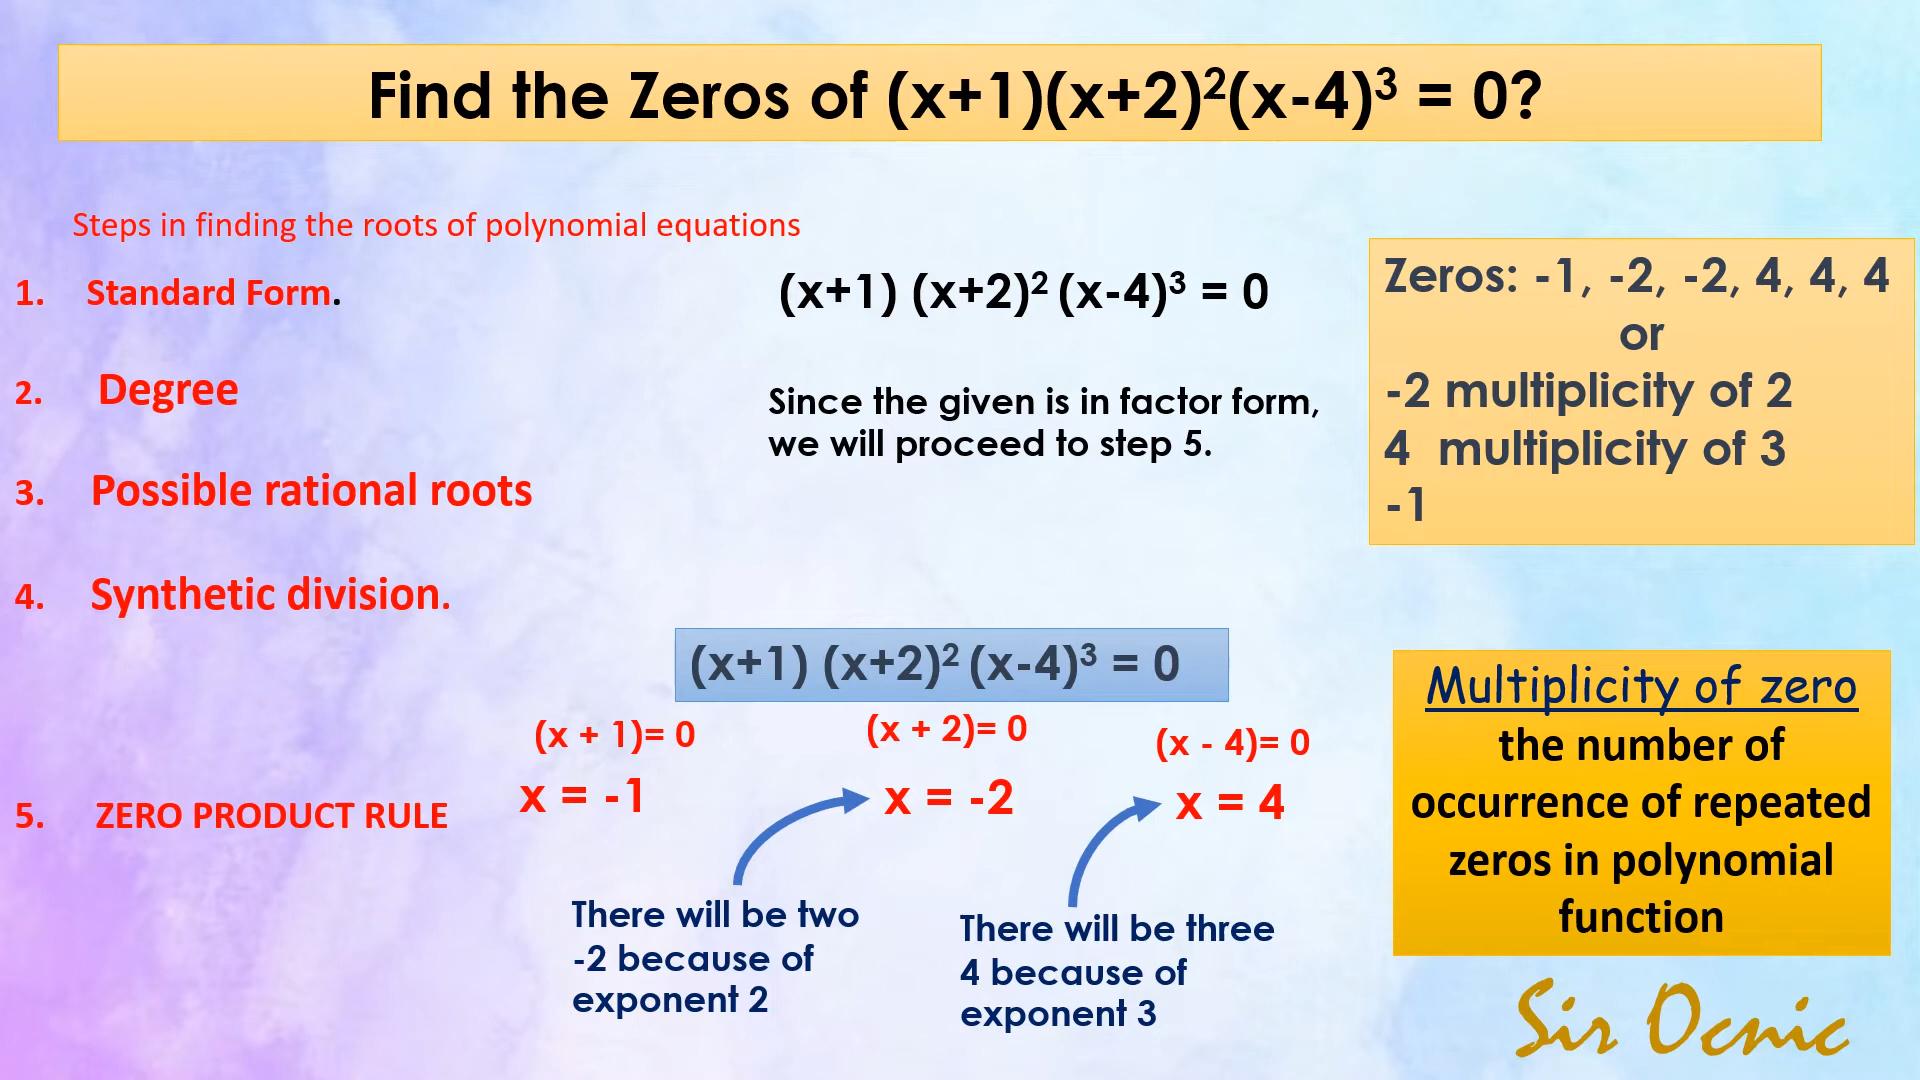 Find the Zeros of (x+1)(x+2)²(x-4)³ = 0?
Steps in finding the roots of polynomial equations
1. Standard Form.
(x+1) (x+2)² (x-4)³ = 0
2. Degree
Since the given is in factor form,
we will proceed to step 5.
3. Possible rational roots
4. Synthetic division.
Zeros: -1, -2, -2, 4, 4, 4
or
-2 multiplicity of 2
4 multiplicity of 3
-1
(x+1) (x+2)² (x-4)³ = 0
5. ZERO PRODUCT RULE
(x + 1)= 0
x = -1
(x + 2)= 0
x = -2
(x - 4)= 0
x = 4
There will be two
-2 because of
exponent 2
There will be three
4 because of
exponent 3
Multiplicity of zero
the number of
occurrence of repeated
zeros in polynomial
function
Sir Ocnic